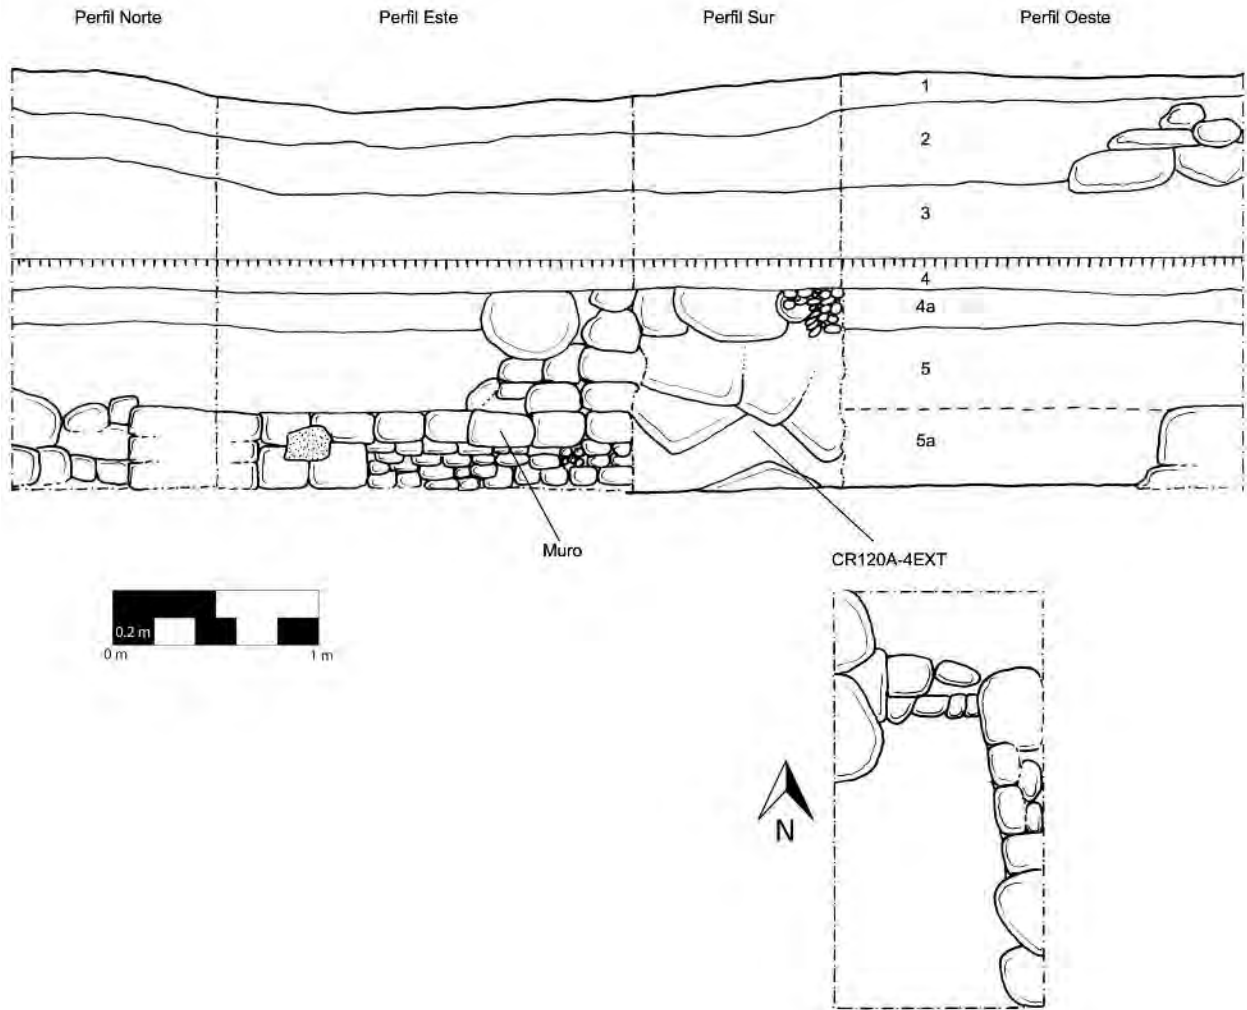 Perfil Norte
Perfil Este
Perfil Sur
Perfil Oeste
1
2
3
4
4a
5
5a
Muro
CR120A-4EXT
0.2 m
0 m
1 m
N